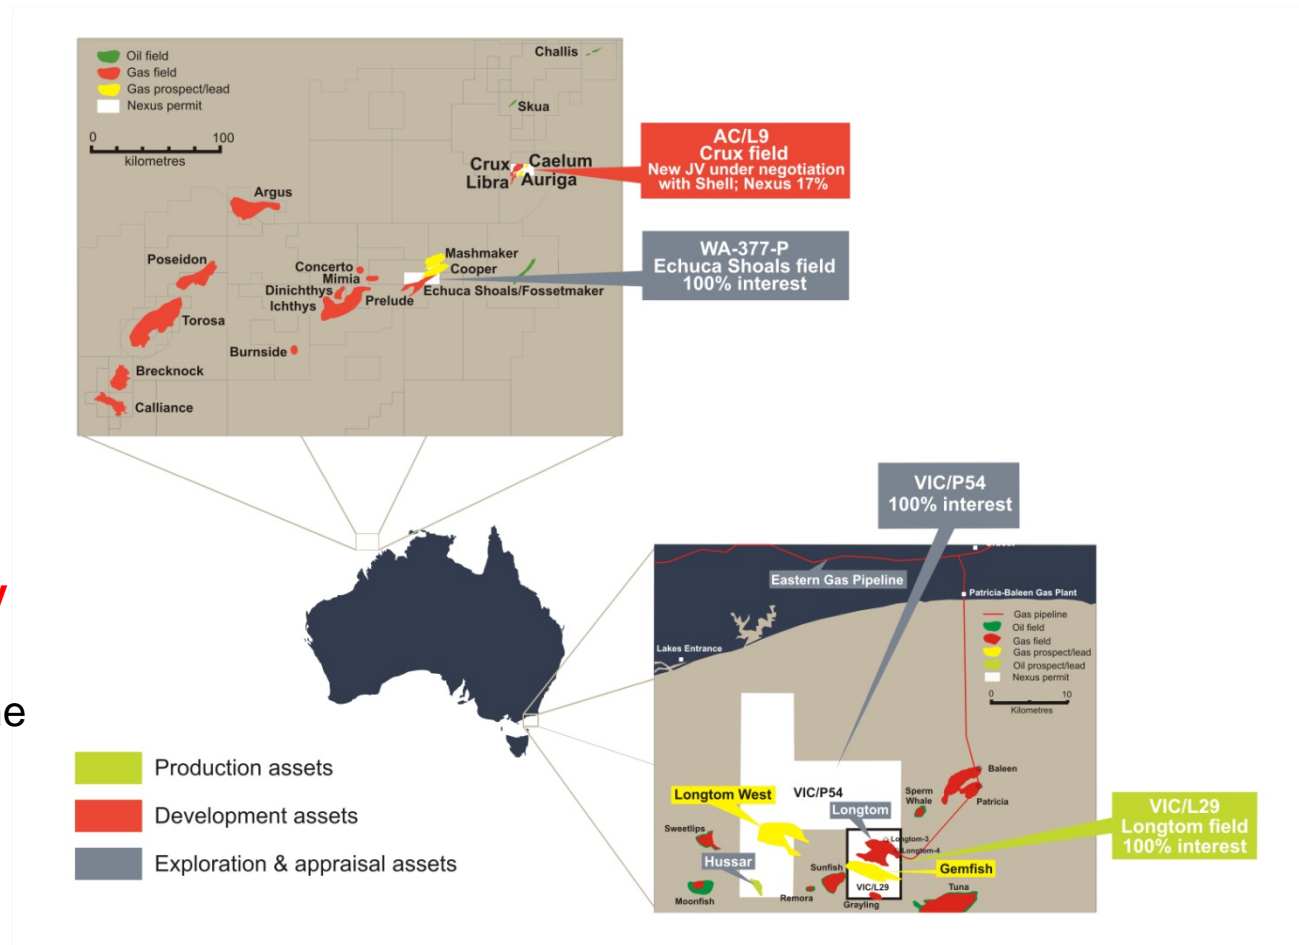 Oil field
Gas field
Gas prospect/lead
Nexus permit
0 100
kilometres
Challis
Skua
Crux Caelum
Libra Auriga
Argus
Poseidon
Torosa
Brecknock
Calliance
Concerto
Mimia
Dinichthys
Ichthys
Prelude
Burnside
Mashmaker
Cooper
Echuca Shoals/Fossetmaker
AC/L9
Crux field
New JV under negotiation
with Shell; Nexus 17%
WA-377-P
Echuca Shoals field
100% interest
VIC/P54
100% interest
Eastern Gas Pipeline
Patricia-Baleen Gas Plant
Lakes Entrance
Gas pipeline
Oil field
Gas field
Gas prospect/lead
Oil prospect/lead
Nexus permit
0 10
Kilometres
Baleen
Patricia
Sperm
Whale
VIC/P54
Longtom West
Longtom
Longtom-3
Longtom-4
Sweetlips
Hussar
Sunfish
Gemfish
VIC/L29
Moonfish
Remora
Grayling
Tuna
VIC/L29
Longtom field
100% interest
Production assets
Development assets
Exploration & appraisal assets